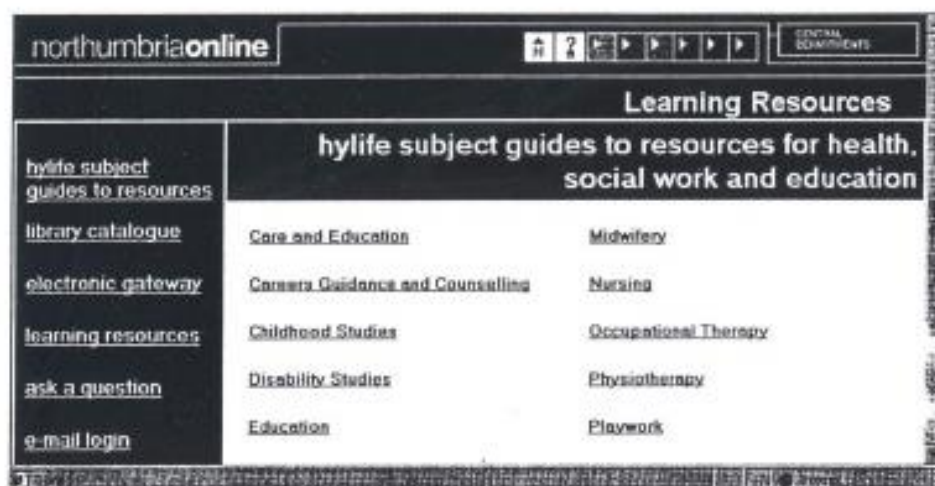 northumbriaonline
H
?
CENTRAL
DEPARTMENTS
Learning Resources
hylife subject guides to resources for health,
social work and education
hylife subject
guides to resources
library catalogue
electronic gateway
learning resources
ask a question
e-mail login
Care and Education
Careers Guidance and Counselling
Childhood Studies
Disability Studies
Education
Midwifery
Nursing
Occupational Therapy
Physiotherapy
Playwork